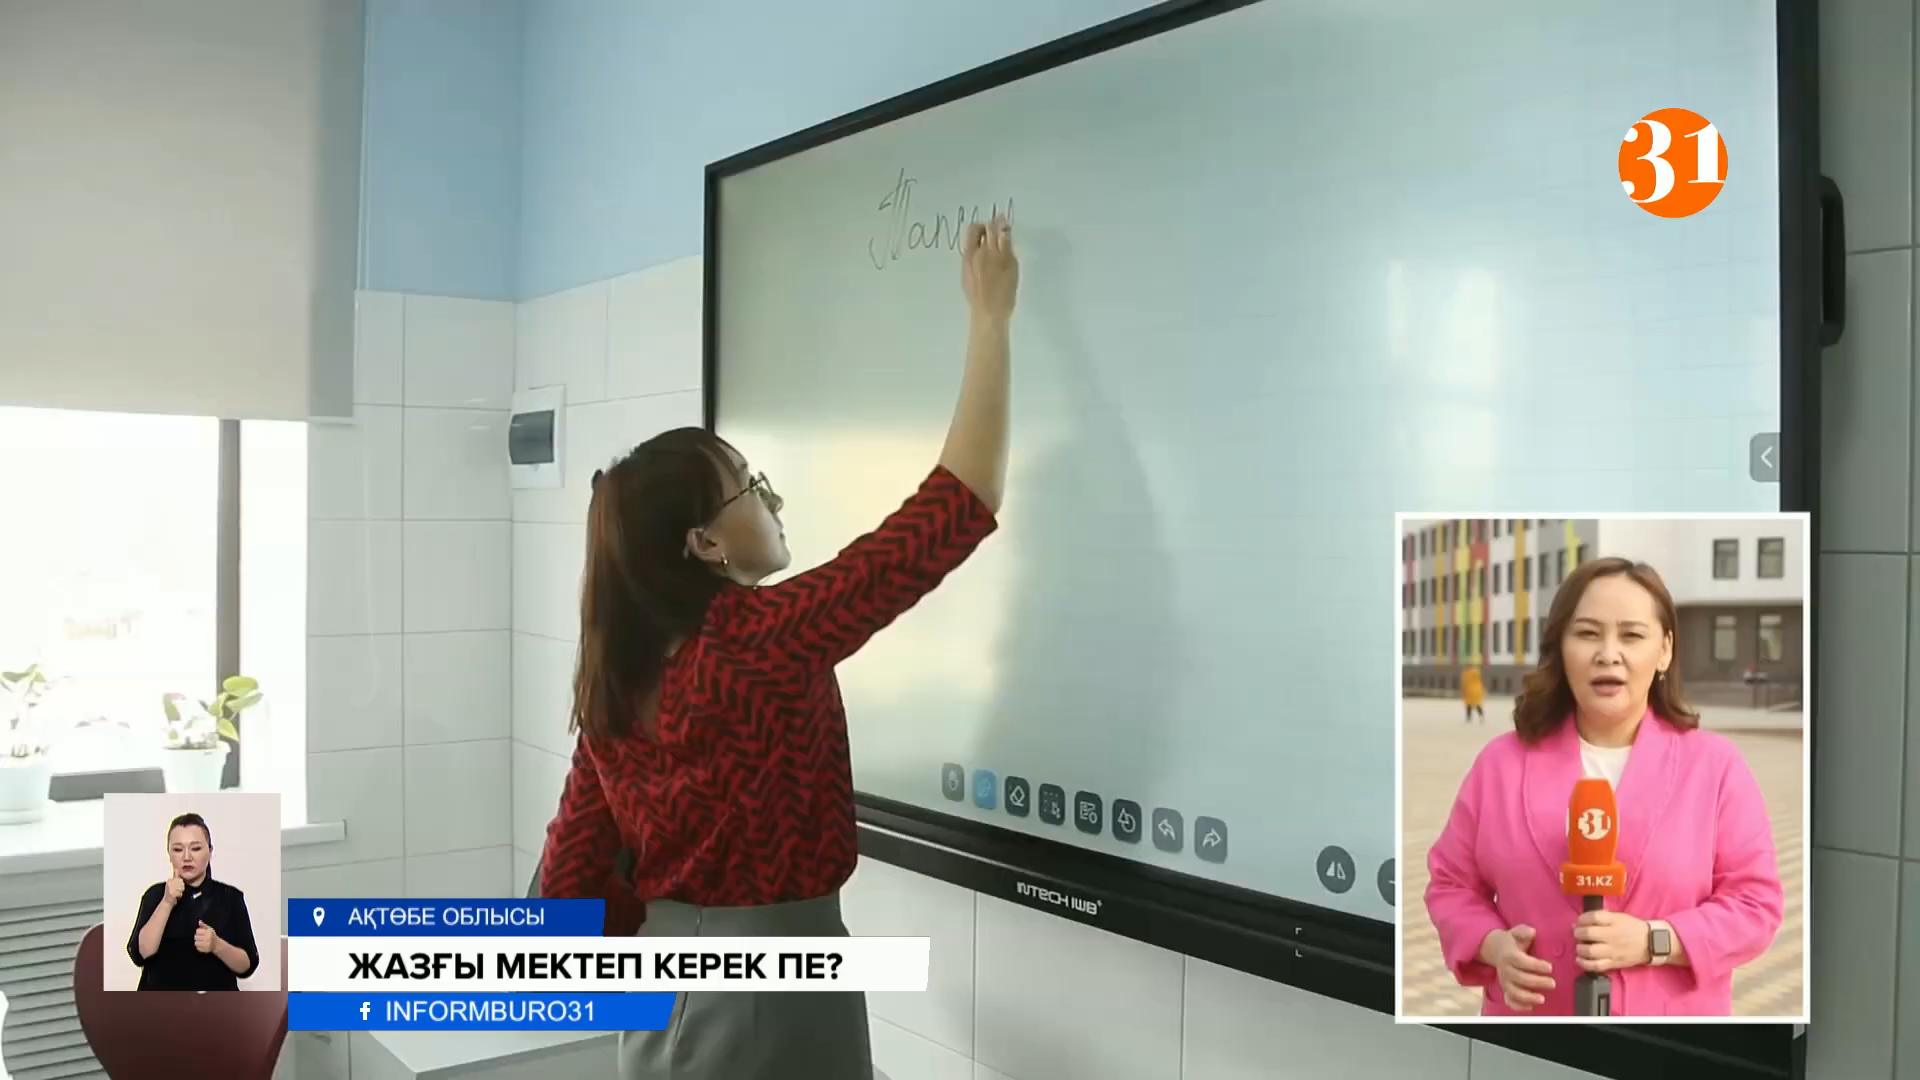 31
31
31.KZ
INTECH IWB
АҚТӨБЕ ОБЛЫСЫ
ЖАЗҒЫ МЕКТЕП КЕРЕК ПЕ?
INFORMBURO31